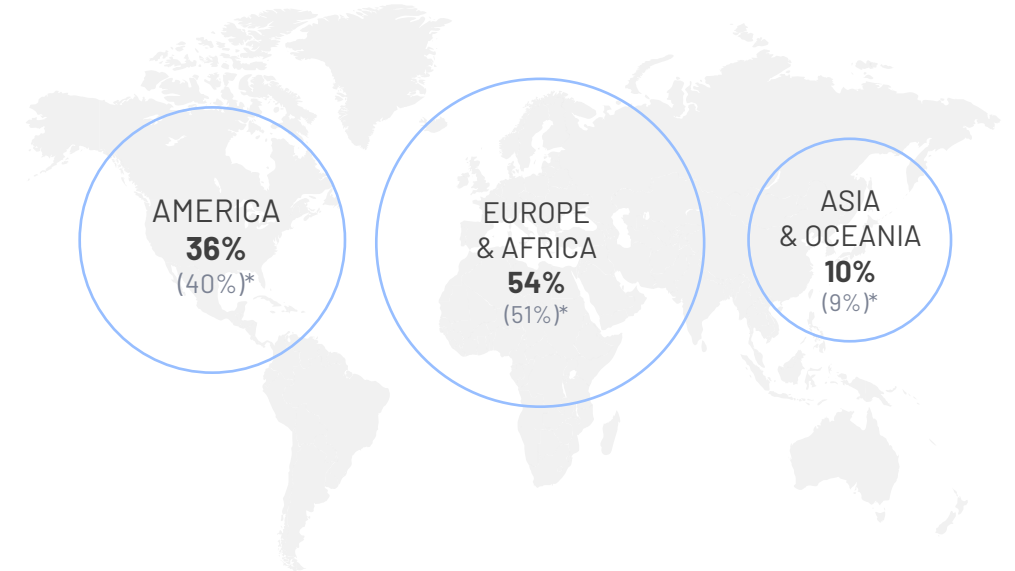 AMERICA
36%
(40%)*
EUROPE
& AFRICA
54%
(51%)*
ASIA
& OCEANIA
10%
(9%)*